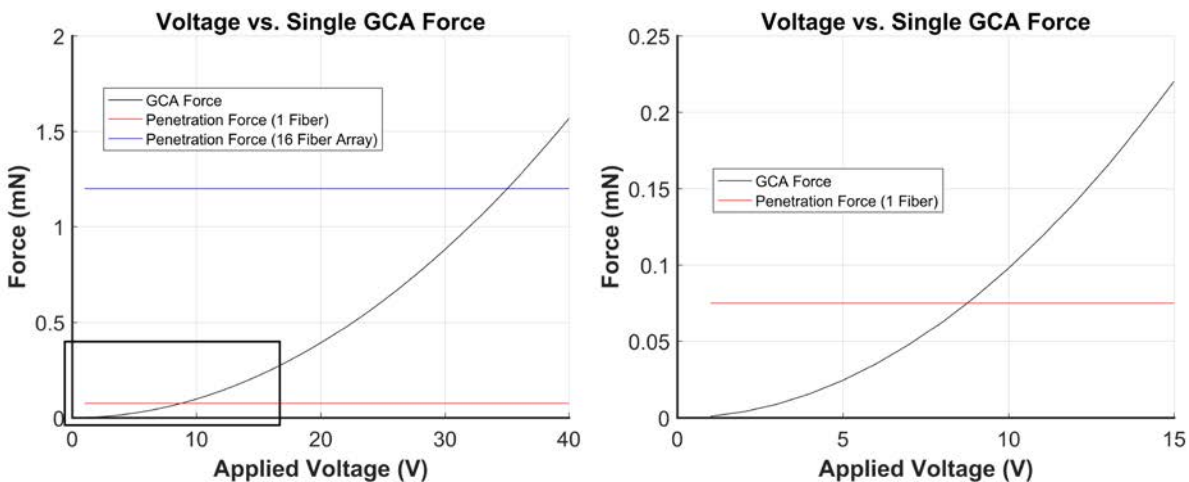 Voltage vs. Single GCA Force
2
1.5
1
0.5
0
Force (mN)
GCA Force
Penetration Force (1 Fiber)
Penetration Force (16 Fiber Array)
0 10 20 30 40
Applied Voltage (V)
Voltage vs. Single GCA Force
0.25
0.2
0.15
0.1
0.05
0
Force (mN)
GCA Force
Penetration Force (1 Fiber)
0 5 10 15
Applied Voltage (V)